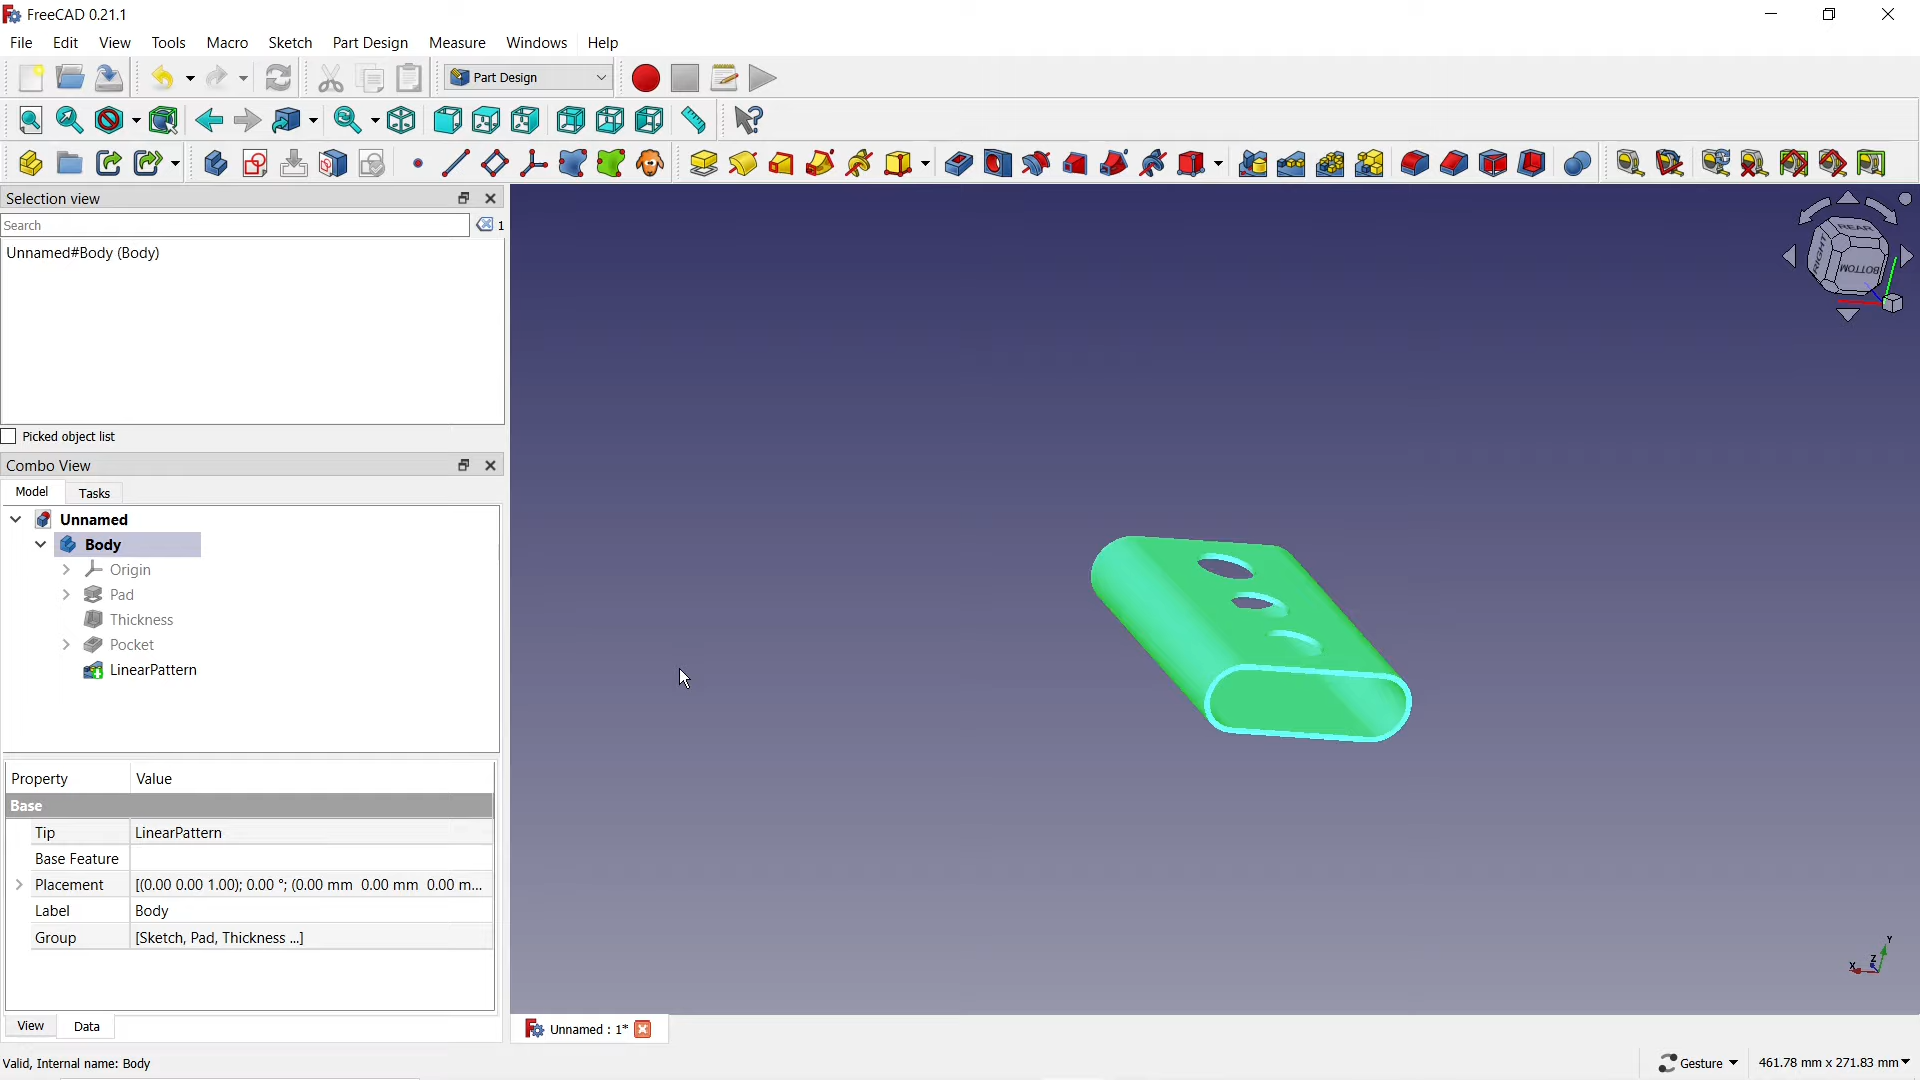 FreeCAD 0.21.1
File Edit View Tools Macro Sketch Part Design Measure Windows Help
Part Design
Selection view
Search
1
Unnamed#Body (Body)
Picked object list
Combo View
Model Tasks
Unnamed
Body
Origin
Pad
Thickness
Pocket
LinearPattern
Property Value
Base
Tip LinearPattern
Base Feature
Placement [(0.00 0.00 1.00); 0.00 °; (0.00 mm 0.00 mm 0.00 m...
Label Body
Group [Sketch, Pad, Thickness ...]
View Data
REAR
RIGHT
BOTTOM
Y
Z
X
Unnamed : 1*
Valid, Internal name: Body
Gesture
461.78 mm x 271.83 mm